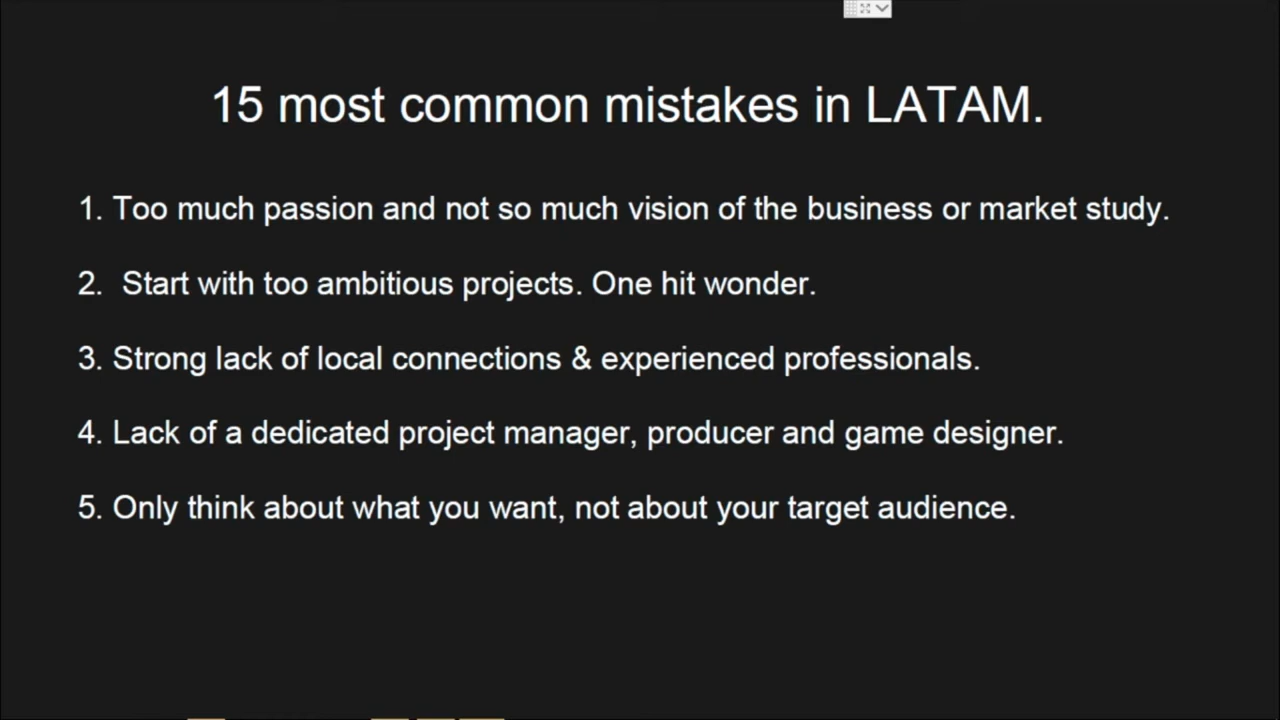 15 most common mistakes in LATAM.
1. Too much passion and not so much vision of the business or market study.
2. Start with too ambitious projects. One hit wonder.
3. Strong lack of local connections & experienced professionals.
4. Lack of a dedicated project manager, producer and game designer.
5. Only think about what you want, not about your target audience.